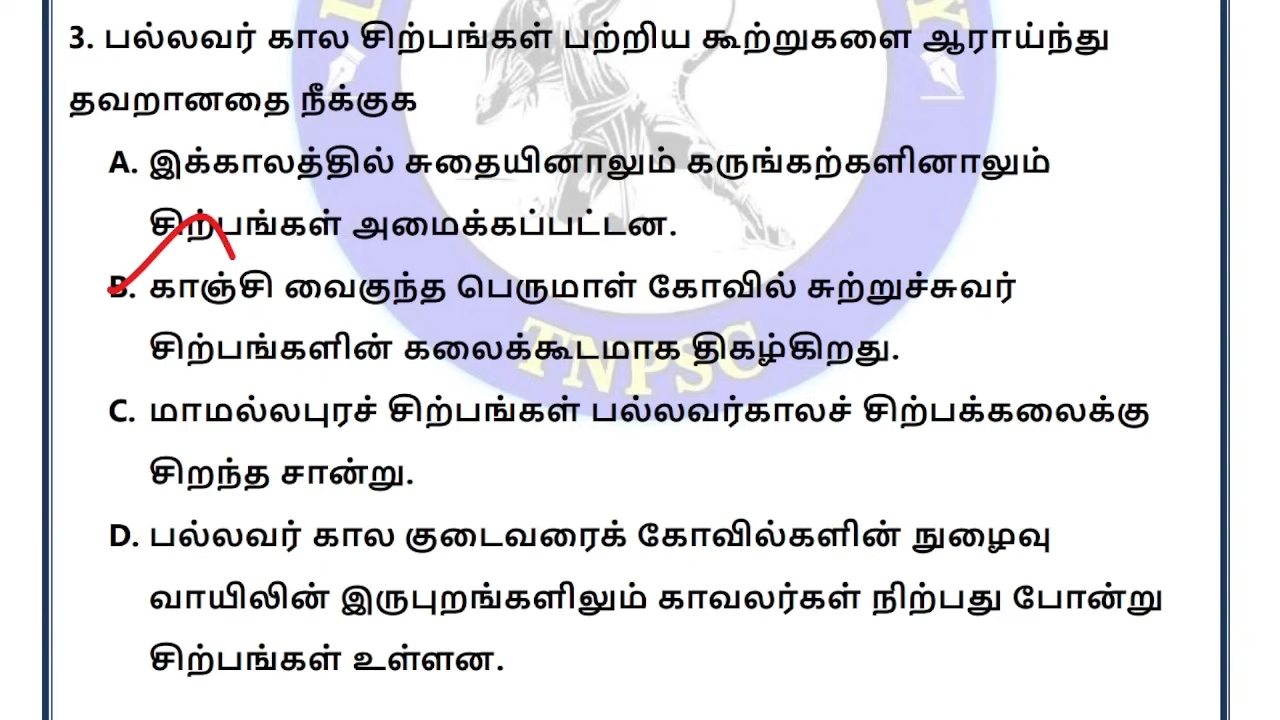 3. பல்லவர் கால சிற்பங்கள் பற்றிய கூற்றுகளை ஆராய்ந்து
தவறானதை நீக்குக
A. இக்காலத்தில் சுதையினாலும் கருங்கற்களினாலும்
சிற்பங்கள் அமைக்கப்பட்டன.
B. காஞ்சி வைகுந்த பெருமாள் கோவில் சுற்றுச்சுவர்
சிற்பங்களின் கலைக்கூடமாக திகழ்கிறது.
TNPSC
C. மாமல்லபுரச் சிற்பங்கள் பல்லவர்காலச் சிற்பக்கலைக்கு
சிறந்த சான்று.
D. பல்லவர் கால குடைவரைக் கோவில்களின் நுழைவு
வாயிலின் இருபுறங்களிலும் காவலர்கள் நிற்பது போன்று
சிற்பங்கள் உள்ளன.